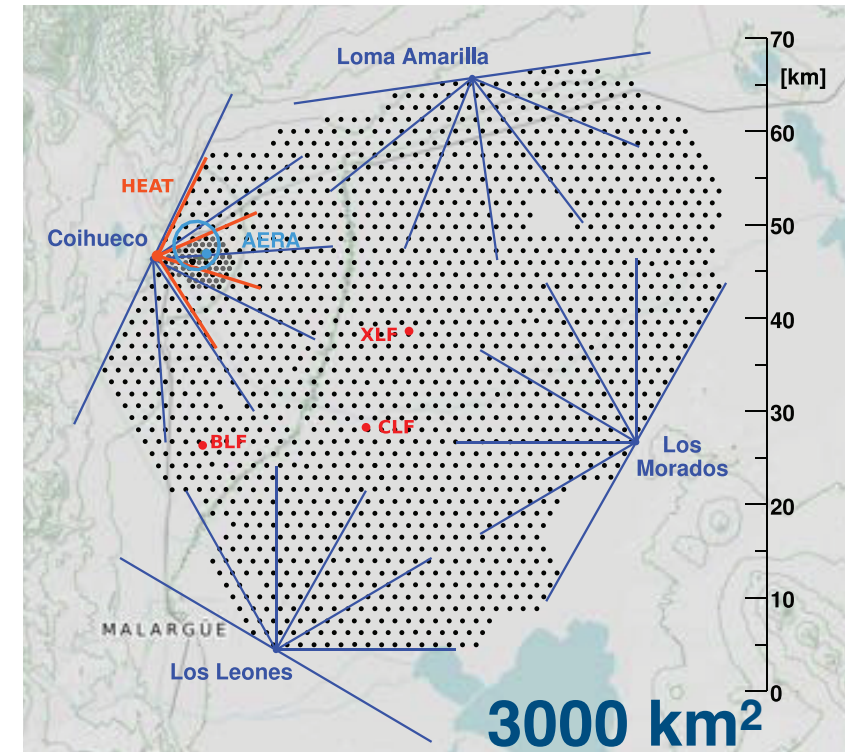 Loma Amarilla
70
[km]
60
HEAT
50
Coihueco
AERA
40
XLF
30
CLF
BLF
Los
Morados
20
10
MALARGÜE
Los Leones
0
3000 km²